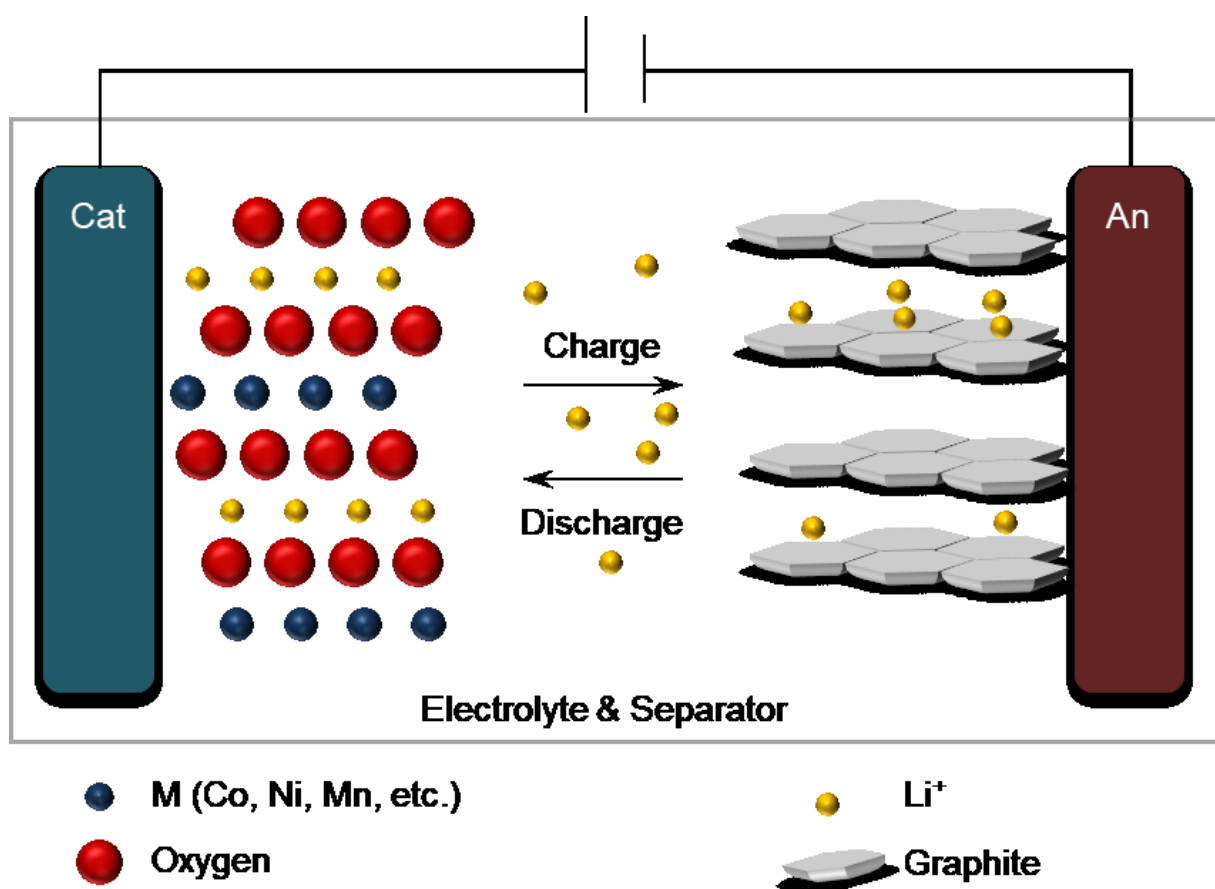 Cat
An
Charge
Discharge
Electrolyte & Separator
M (Co, Ni, Mn, etc.)
Li⁺
Oxygen
Graphite